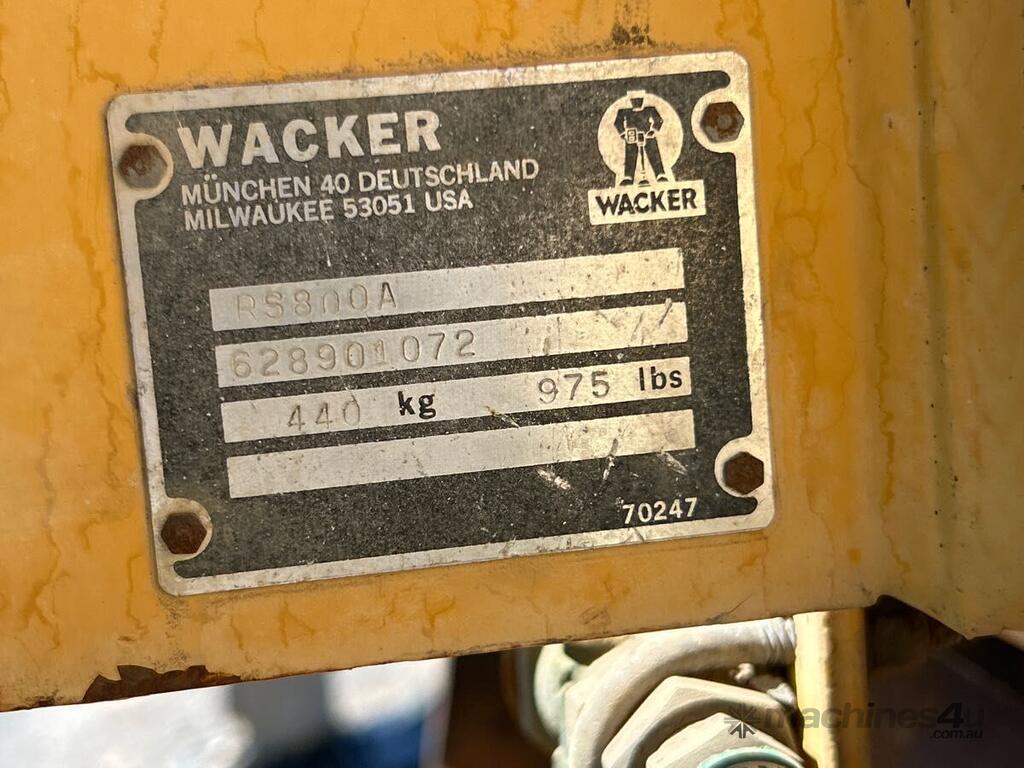 WACKER
MÜNCHEN 40 DEUTSCHLAND
MILWAUKEE 53051 USA
WACKER
RS800A
628901072
440 kg 975 lbs
70247
machines4u
.com.au